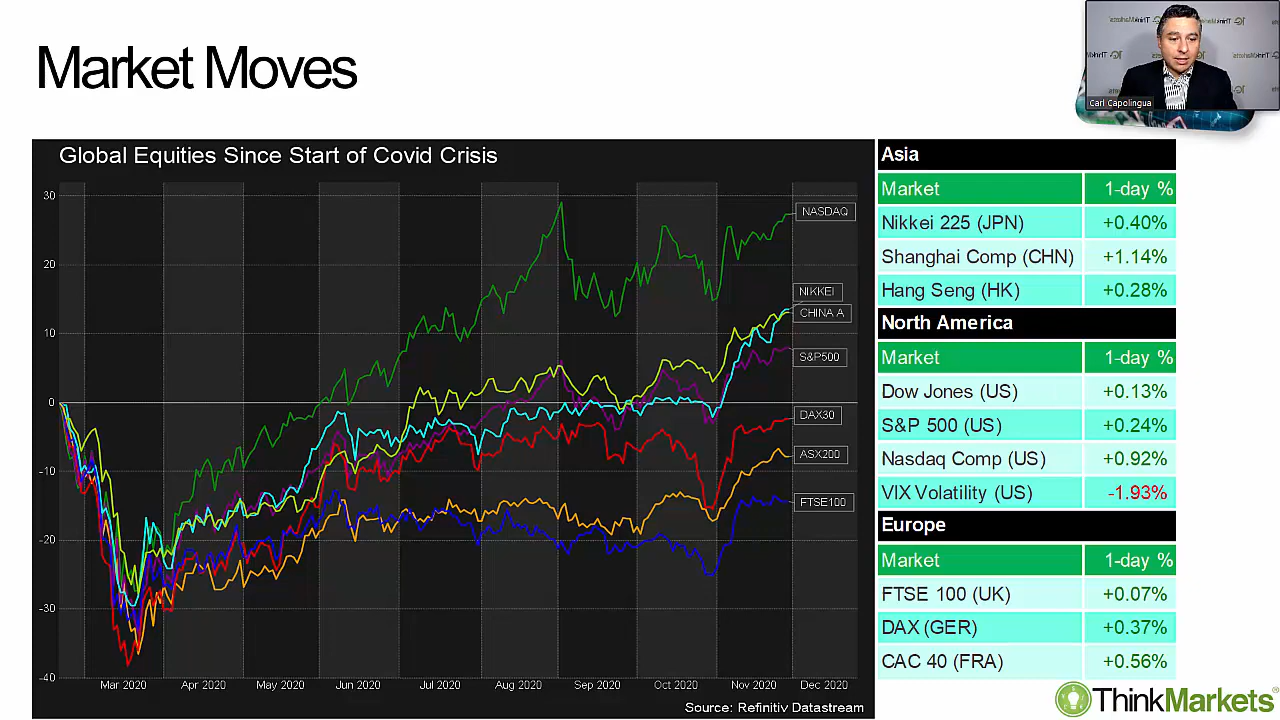 Market Moves
Carl Capolingua
Global Equities Since Start of Covid Crisis
30
20
10
0
-10
-20
-30
-40
NASDAQ
NIKKEI
CHINA A
S&P500
DAX30
ASX200
FTSE100
Mar 2020 Apr 2020 May 2020 Jun 2020 Jul 2020 Aug 2020 Sep 2020 Oct 2020 Nov 2020 Dec 2020
Source: Refinitiv Datastream
Asia
Market 1-day %
Nikkei 225 (JPN) +0.40%
Shanghai Comp (CHN) +1.14%
Hang Seng (HK) +0.28%
North America
Market 1-day %
Dow Jones (US) +0.13%
S&P 500 (US) +0.24%
Nasdaq Comp (US) +0.92%
VIX Volatility (US) -1.93%
Europe
Market 1-day %
FTSE 100 (UK) +0.07%
DAX (GER) +0.37%
CAC 40 (FRA) +0.56%
ThinkMarkets®